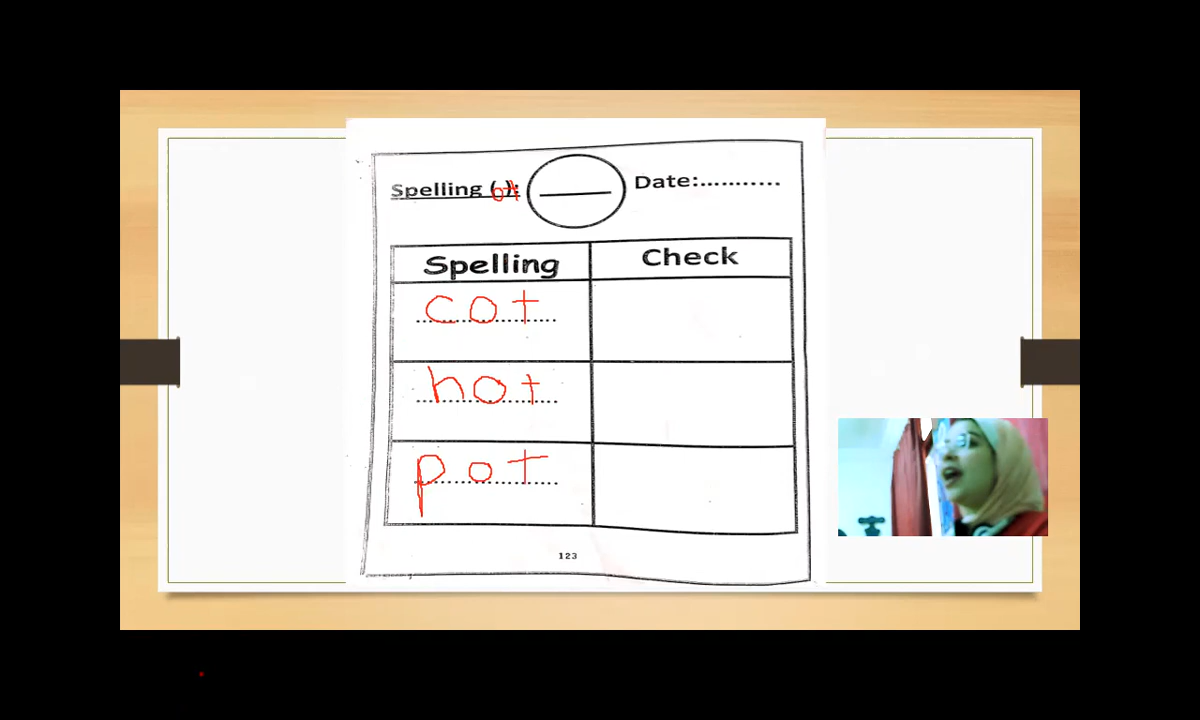 Spelling (ot): Date:...........
Spelling Check
cot
hot
pot
123